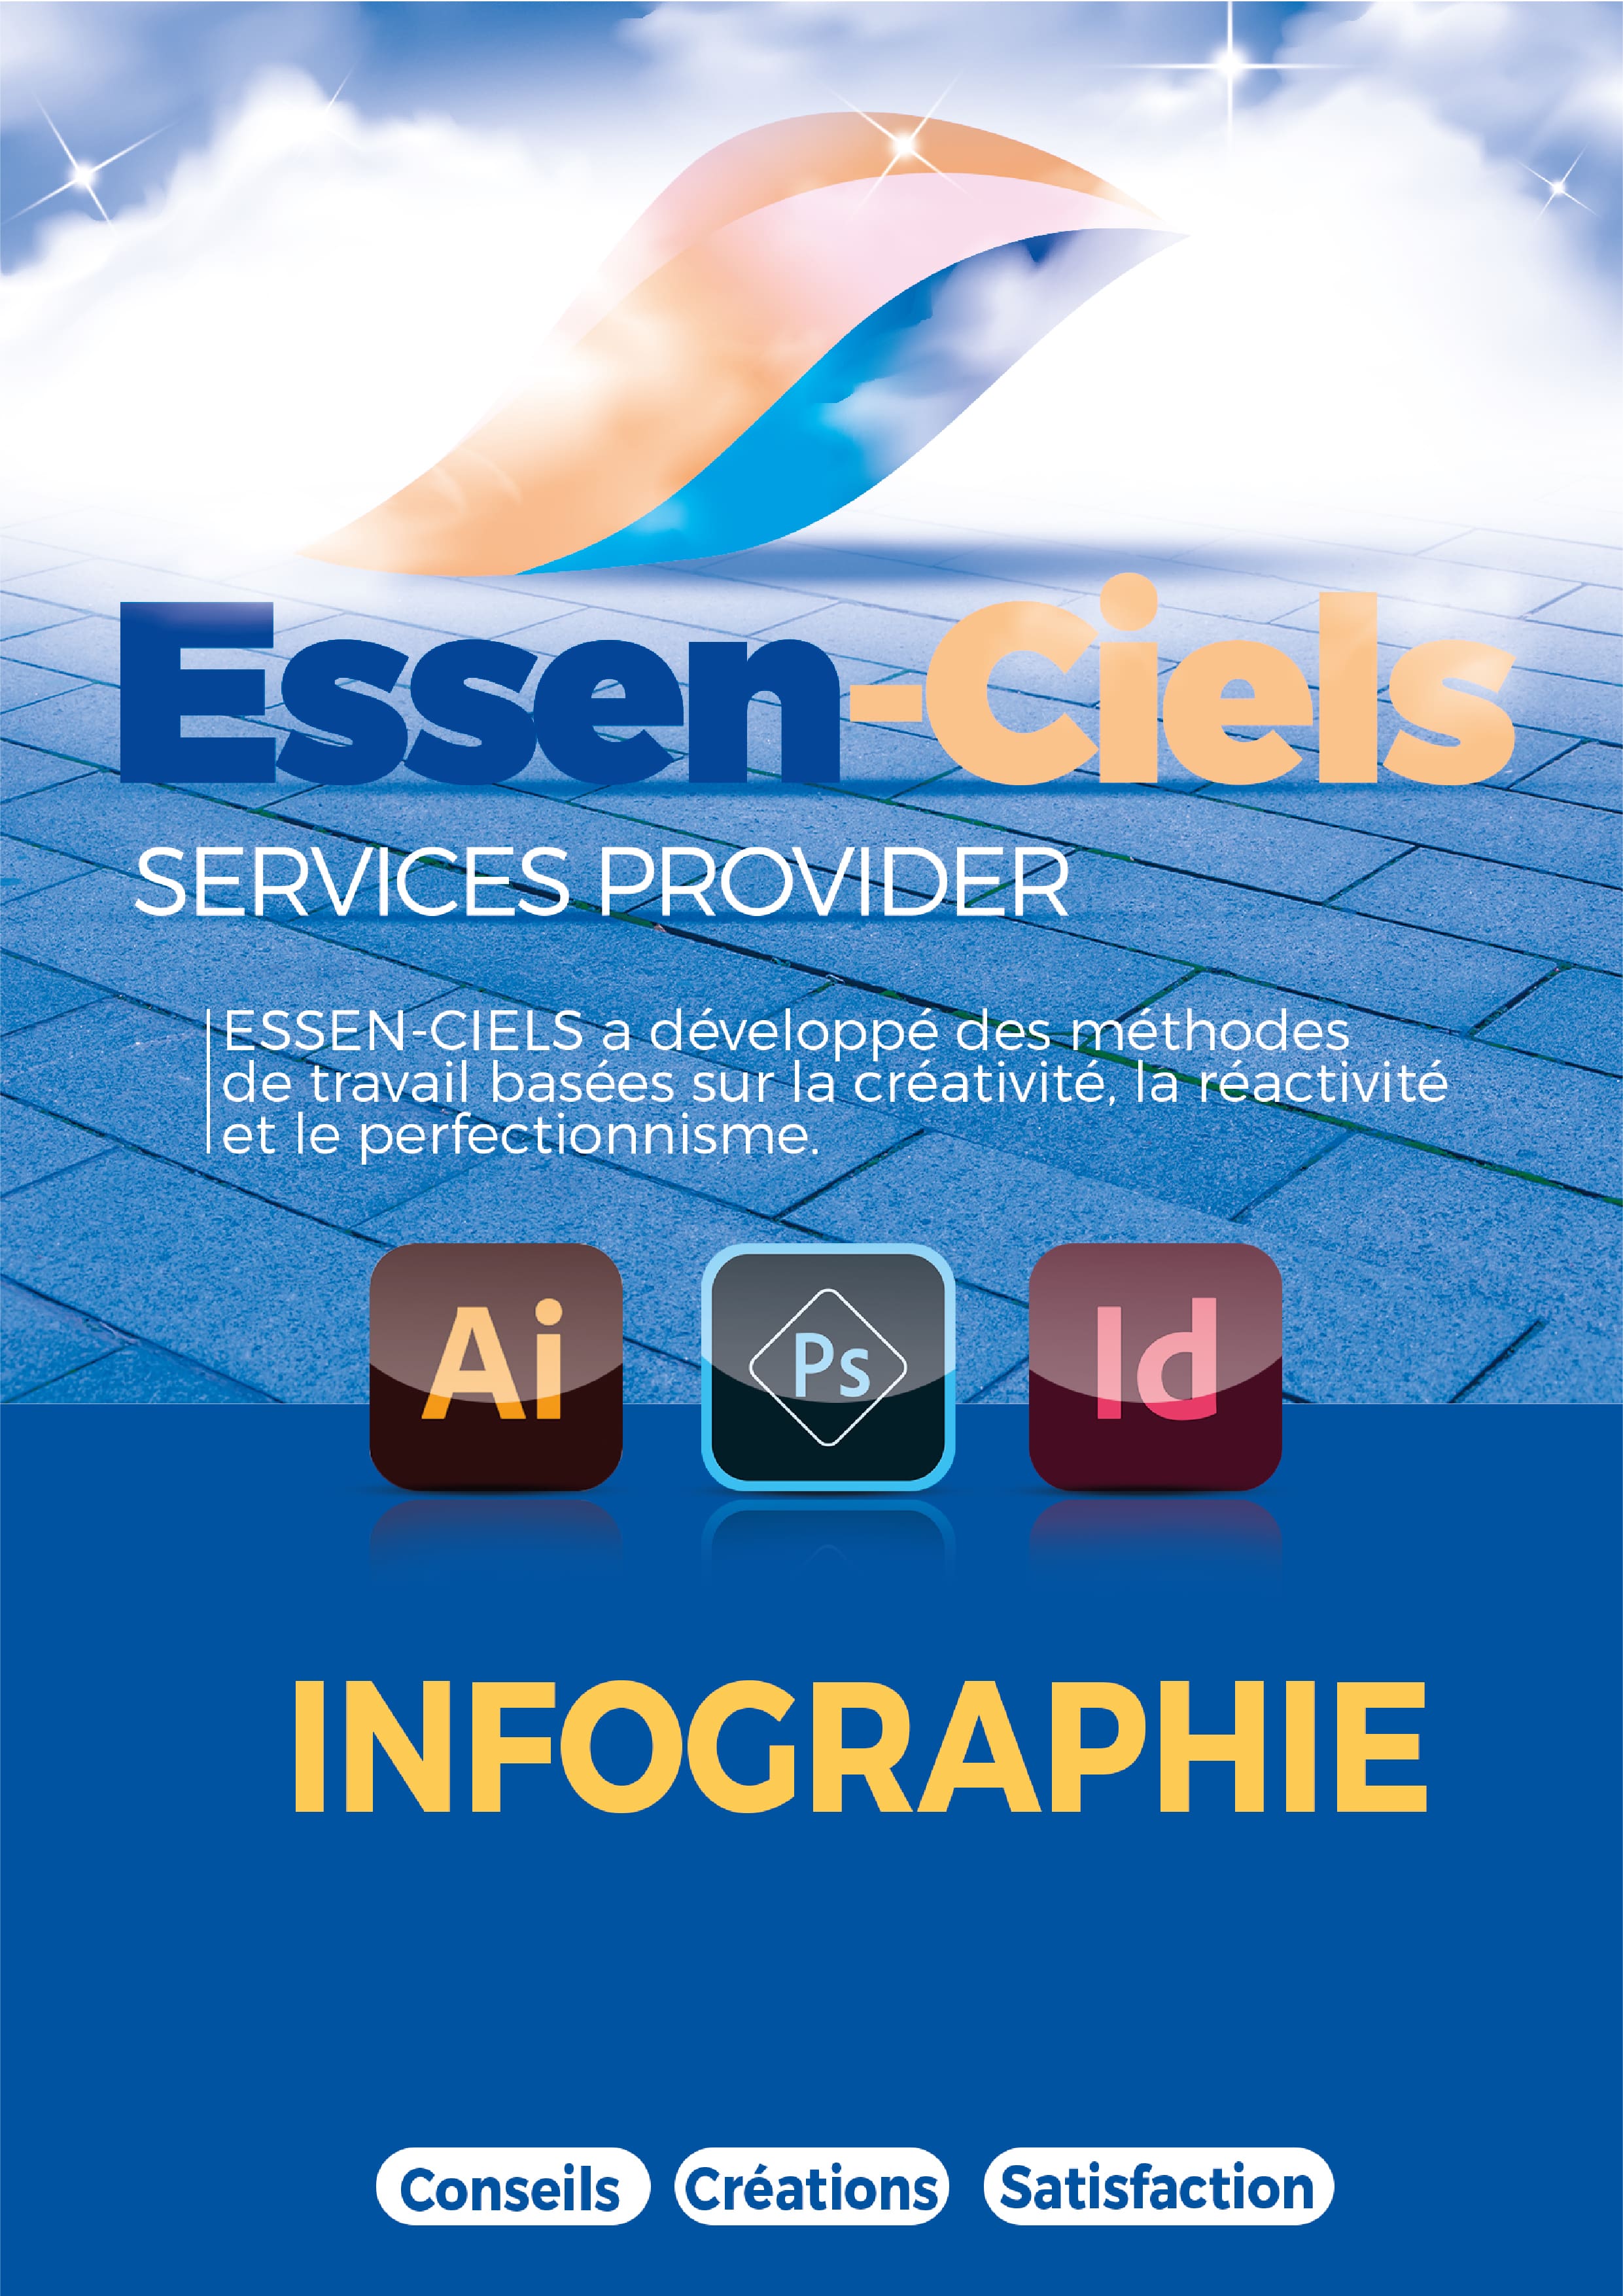 Essen-Ciels
SERVICES PROVIDER
ESSEN-CIELS a développé des méthodes
de travail basées sur la créativité, la réactivité
et le perfectionnisme.
Ai Ps Id
INFOGRAPHIE
Conseils Créations Satisfaction